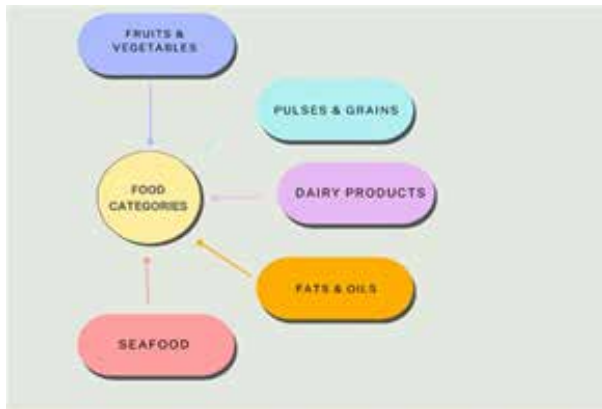 FRUITS &
VEGETABLES
PULSES & GRAINS
FOOD
CATEGORIES
DAIRY PRODUCTS
FATS & OILS
SEAFOOD